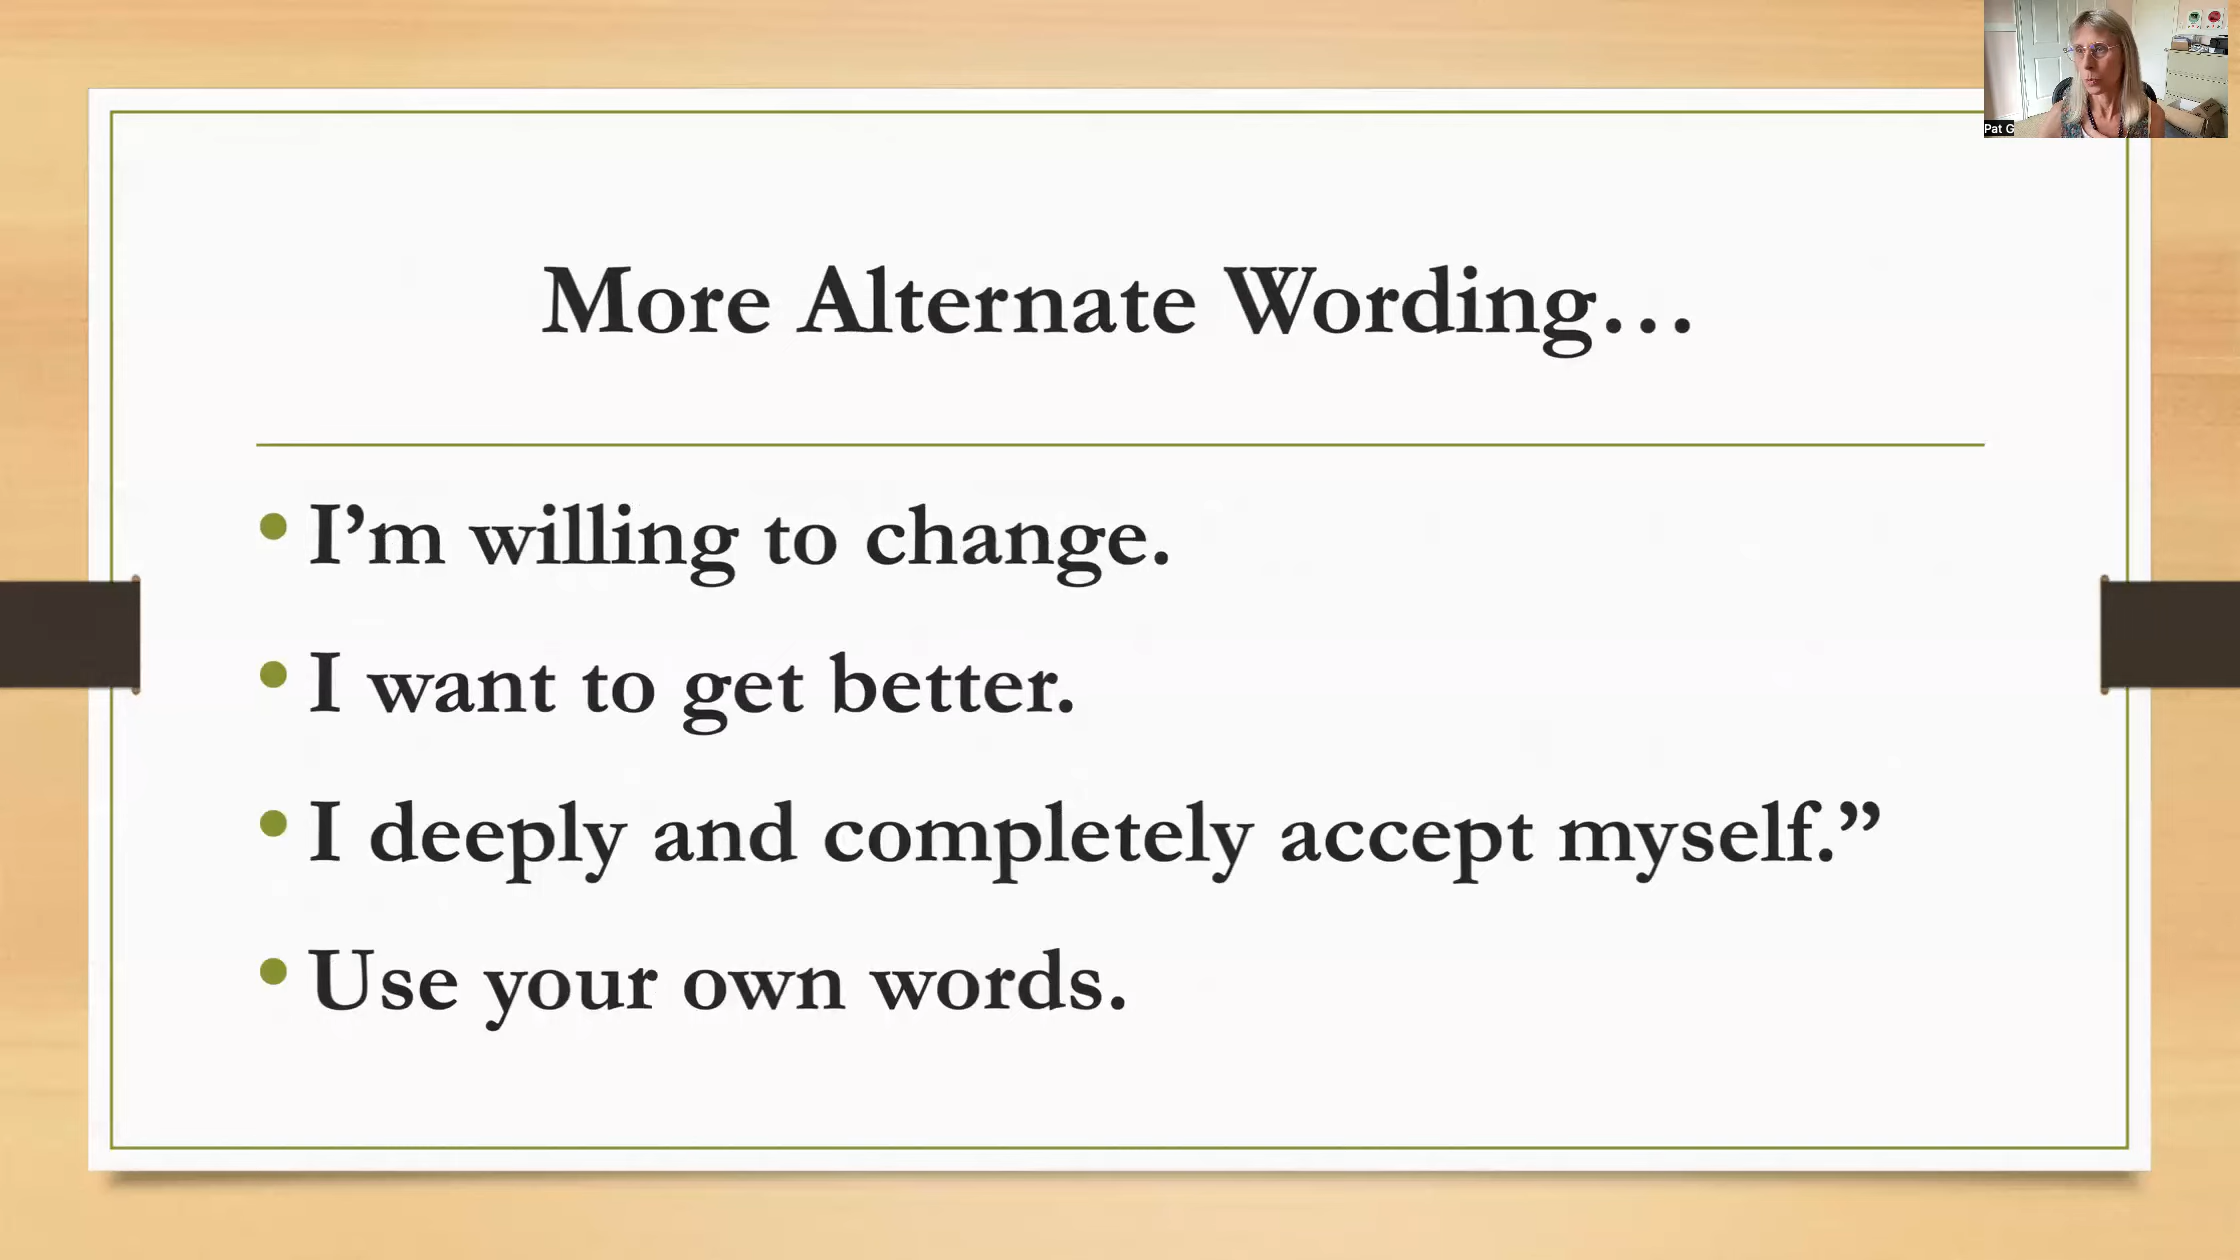 Pat G
More Alternate Wording…
• I’m willing to change.
• I want to get better.
• I deeply and completely accept myself.”
• Use your own words.